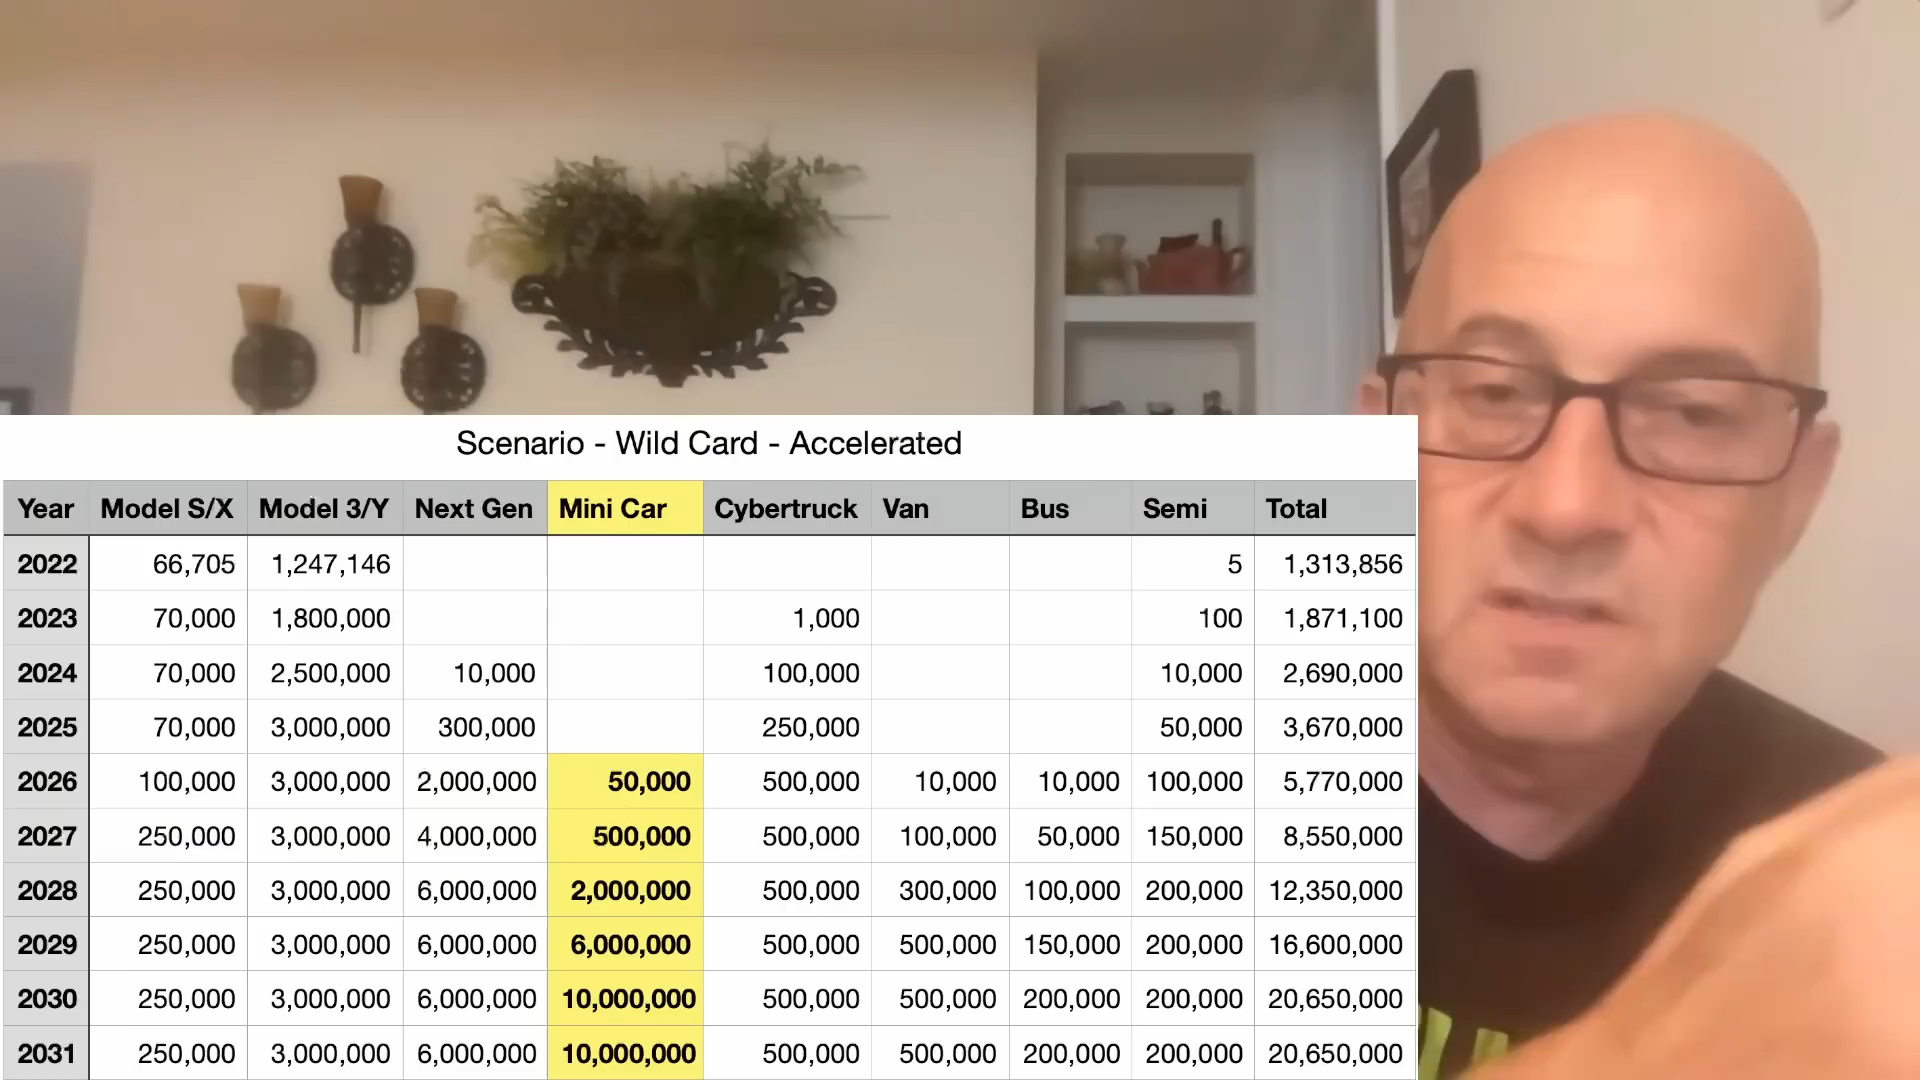 Scenario - Wild Card - Accelerated
Year Model S/X Model 3/Y Next Gen Mini Car Cybertruck Van Bus Semi Total
2022 66,705 1,247,146 5 1,313,856
2023 70,000 1,800,000 1,000 100 1,871,100
2024 70,000 2,500,000 10,000 100,000 10,000 2,690,000
2025 70,000 3,000,000 300,000 250,000 50,000 3,670,000
2026 100,000 3,000,000 2,000,000 50,000 500,000 10,000 10,000 100,000 5,770,000
2027 250,000 3,000,000 4,000,000 500,000 500,000 100,000 50,000 150,000 8,550,000
2028 250,000 3,000,000 6,000,000 2,000,000 500,000 300,000 100,000 200,000 12,350,000
2029 250,000 3,000,000 6,000,000 6,000,000 500,000 500,000 150,000 200,000 16,600,000
2030 250,000 3,000,000 6,000,000 10,000,000 500,000 500,000 200,000 200,000 20,650,000
2031 250,000 3,000,000 6,000,000 10,000,000 500,000 500,000 200,000 200,000 20,650,000